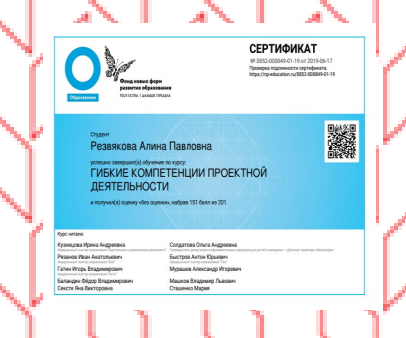 СЕРТИФИКАТ
№ 0852-000849-01-19 от 2019-06-17
Проверка подлинности сертификата:
https://np-education.ru/0852-000849-01-19
Образование
Фонд новых форм
развития образования
Студент
Резвякова Алина Павловна
успешно завершил(а) обучение по курсу:
ГИБКИЕ КОМПЕТЕНЦИИ ПРОЕКТНОЙ
ДЕЯТЕЛЬНОСТИ
и получил(а) оценку «без оценки», набрав 151 балл из 201
Курс читали:
Кузнецова Ирина Андреевна
Солдатова Ольга Андреевна
Рязанов Иван Анатольевич
Быстров Антон Юрьевич
Гапин Игорь Владимирович
Мурашев Александр Игоревич
Баландин Фёдор Владимирович
Машков Владимир Львович
Сексте Яна Викторовна
Сташенко Мария